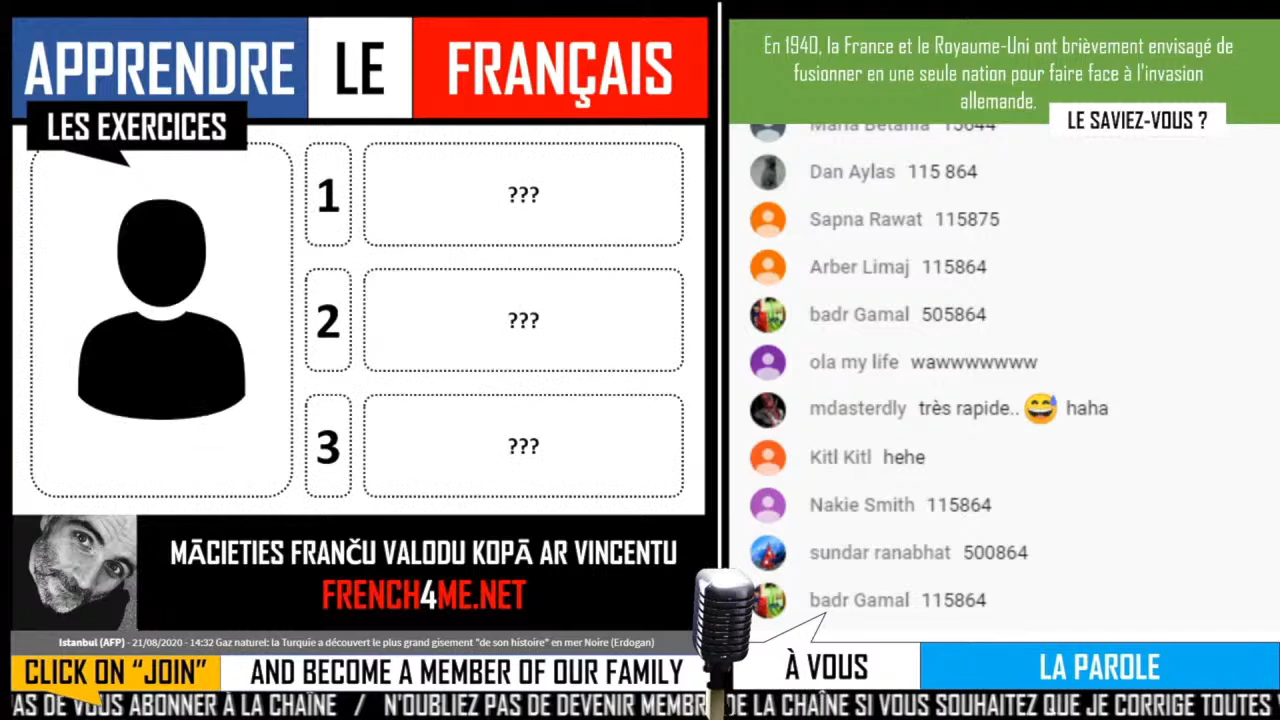 APPRENDRE LE FRANÇAIS
LES EXERCICES
1 ???
2 ???
3 ???
MĀCIETIES FRANČU VALODU KOPĀ AR VINCENTU
FRENCH4ME.NET
Istanbul (AFP) - 21/08/2020 - 14:32 Gaz naturel: la Turquie a découvert le plus grand gisement "de son histoire" en mer Noire (Erdogan)
CLICK ON “JOIN” AND BECOME A MEMBER OF OUR FAMILY
En 1940, la France et le Royaume-Uni ont brièvement envisagé de
fusionner en une seule nation pour faire face à l'invasion
allemande.
LE SAVIEZ-VOUS ?
Maria Betania 15644
Dan Aylas 115 864
Sapna Rawat 115875
Arber Limaj 115864
badr Gamal 505864
ola my life wawwwwwww
mdasterdly très rapide.. 😅 haha
Kitl Kitl hehe
Nakie Smith 115864
sundar ranabhat 500864
badr Gamal 115864
À VOUS LA PAROLE
PAS DE VOUS ABONNER À LA CHAÎNE / N'OUBLIEZ PAS DE DEVENIR MEMBR DE LA CHAÎNE SI VOUS SOUHAITEZ QUE JE CORRIGE TOUTES